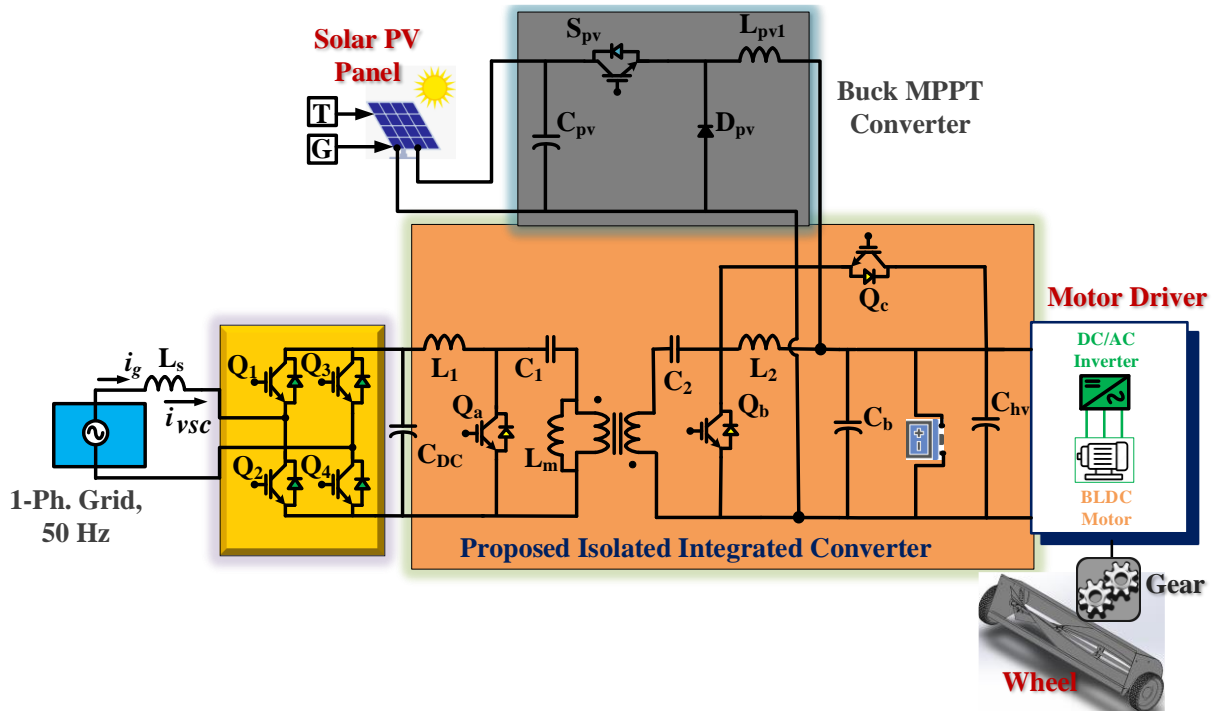 Solar PV
Panel
T
G
S_pv
L_pv1
C_pv
D_pv
Buck MPPT
Converter
Q_c
Motor Driver
DC/AC
Inverter
BLDC
Motor
i_g
L_s
i_vsc
Q_1
Q_3
Q_2
Q_4
C_DC
L_1
C_1
Q_a
L_m
C_2
L_2
Q_b
C_b
C_hv
1-Ph. Grid,
50 Hz
Proposed Isolated Integrated Converter
Gear
Wheel